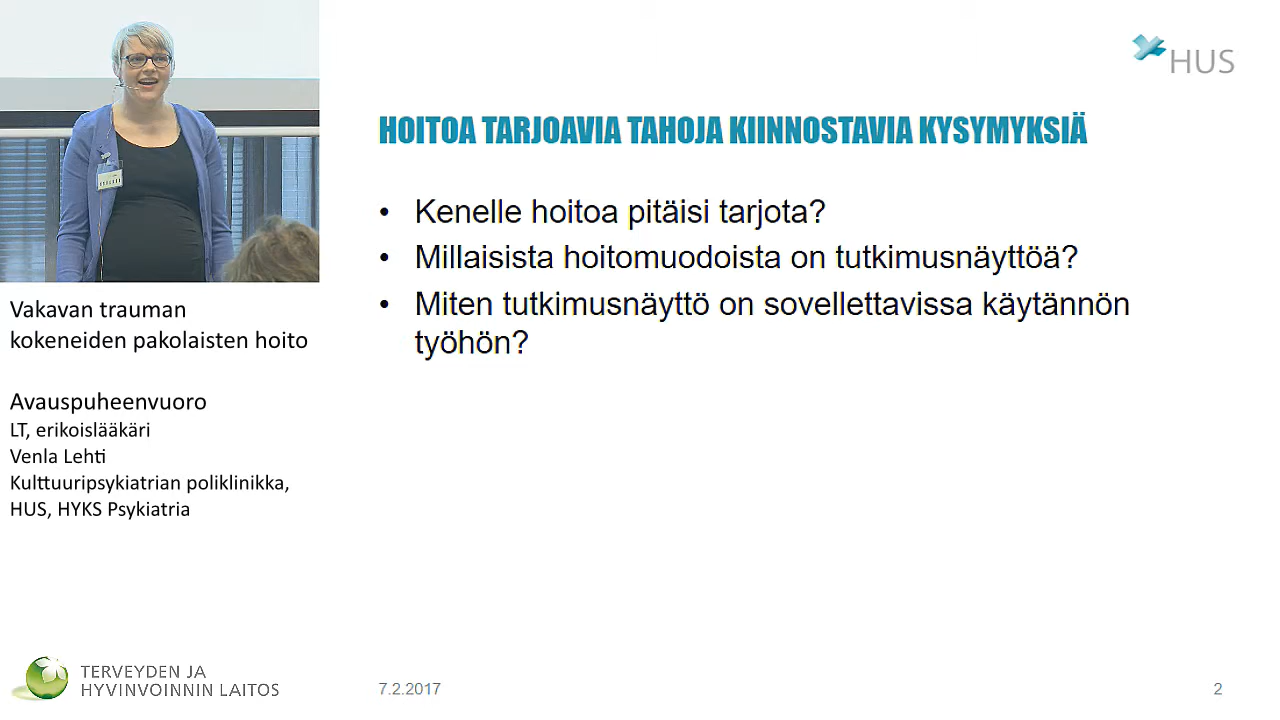 HUS
HOITOA TARJOAVIA TAHOJA KIINNOSTAVIA KYSYMYKSIÄ
• Kenelle hoitoa pitäisi tarjota?
• Millaisista hoitomuodoista on tutkimusnäyttöä?
• Miten tutkimusnäyttö on sovellettavissa käytännön
työhön?
Vakavan trauman
kokeneiden pakolaisten hoito
Avauspuheenvuoro
LT, erikoislääkäri
Venla Lehti
Kulttuuripsykiatrian poliklinikka,
HUS, HYKS Psykiatria
TERVEYDEN JA
HYVINVOINNIN LAITOS
7.2.2017
2